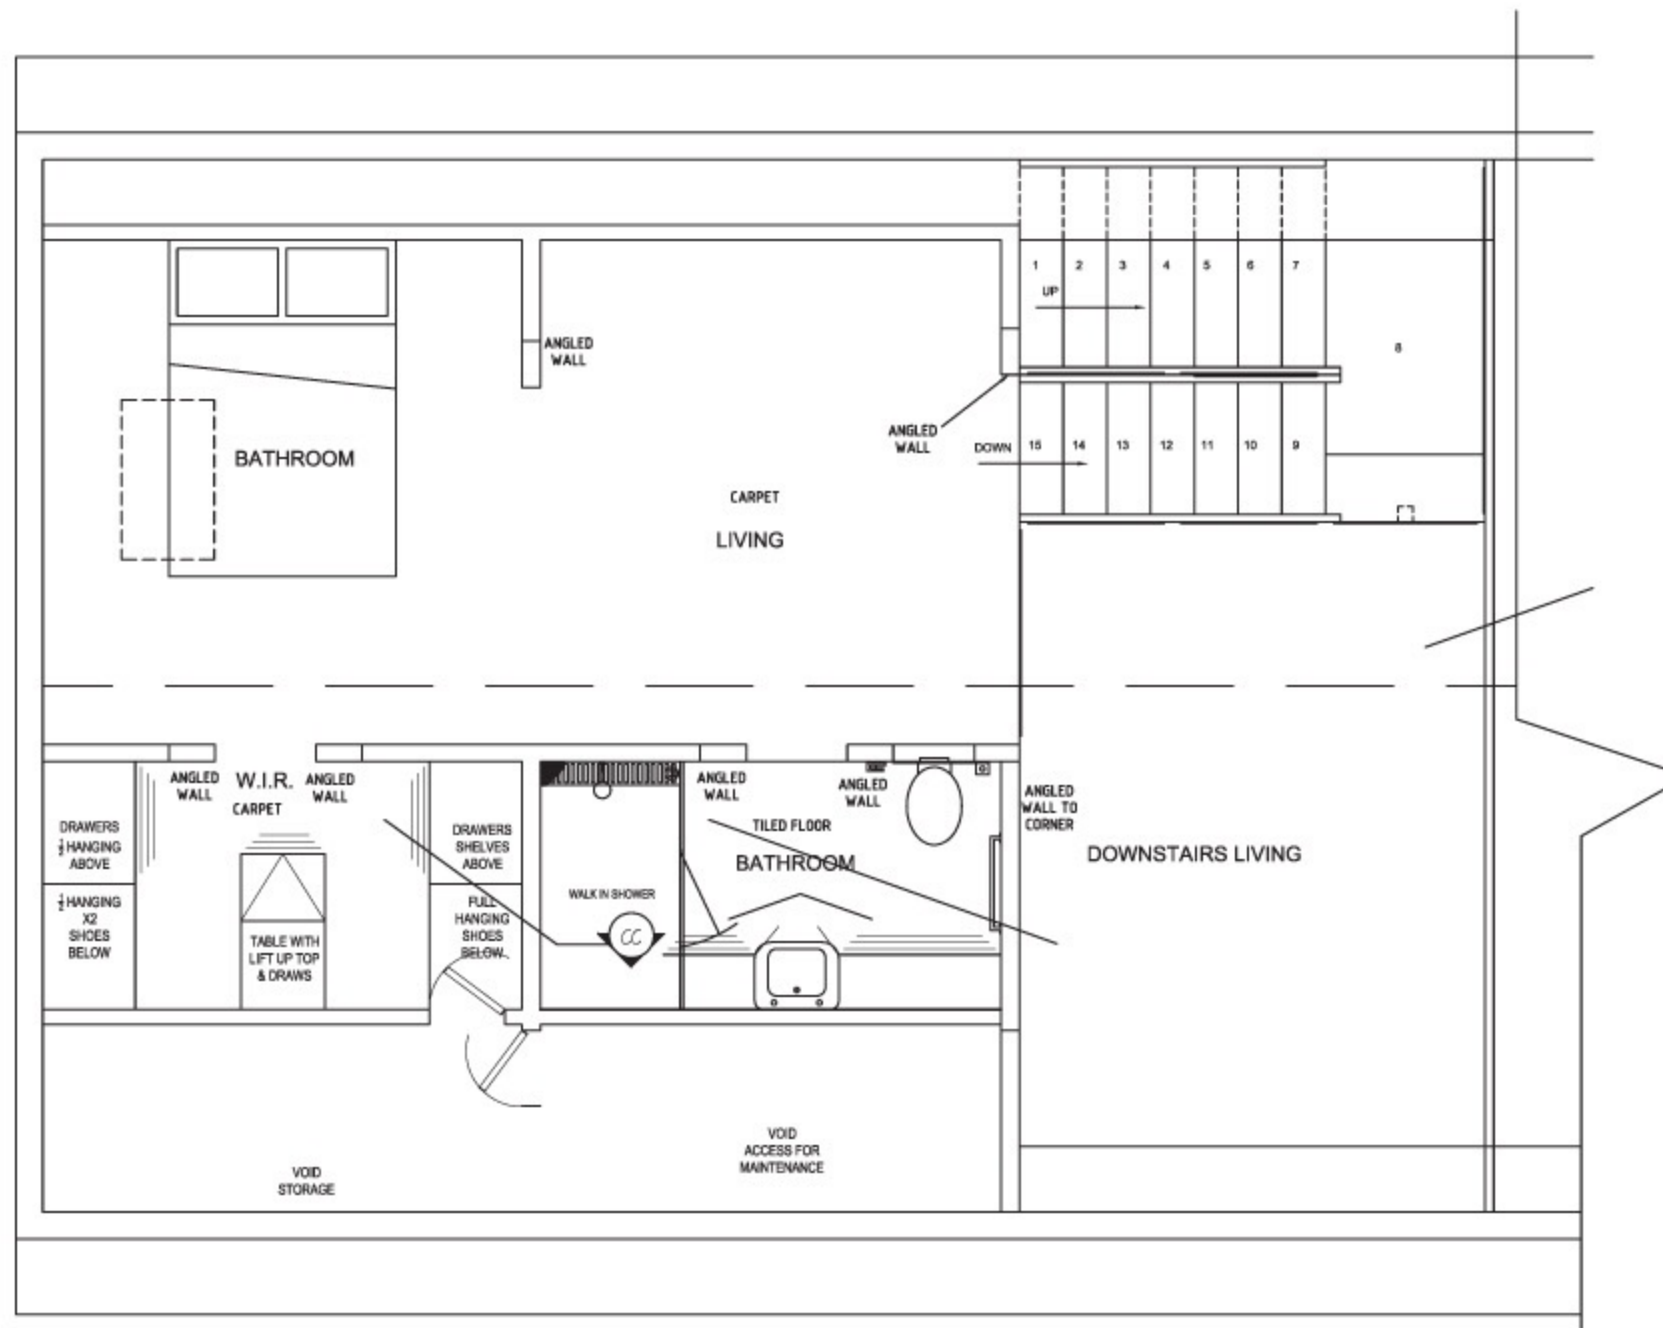 1 2 3 4 5 6 7
UP
8
ANGLED
WALL
ANGLED
WALL
DOWN 15 14 13 12 11 10 9
BATHROOM
CARPET
LIVING
ANGLED
WALL
W.I.R.
CARPET
ANGLED
WALL
ANGLED
WALL
ANGLED
WALL
ANGLED
WALL TO
CORNER
DRAWERS
½ HANGING
ABOVE
DRAWERS
SHELVES
ABOVE
TILED FLOOR
BATHROOM
DOWNSTAIRS LIVING
½ HANGING
X2
SHOES
BELOW
TABLE WITH
LIFT UP TOP
& DRAWS
FULL
HANGING
SHOES
BELOW
WALK IN SHOWER
CC
VOID
STORAGE
VOID
ACCESS FOR
MAINTENANCE